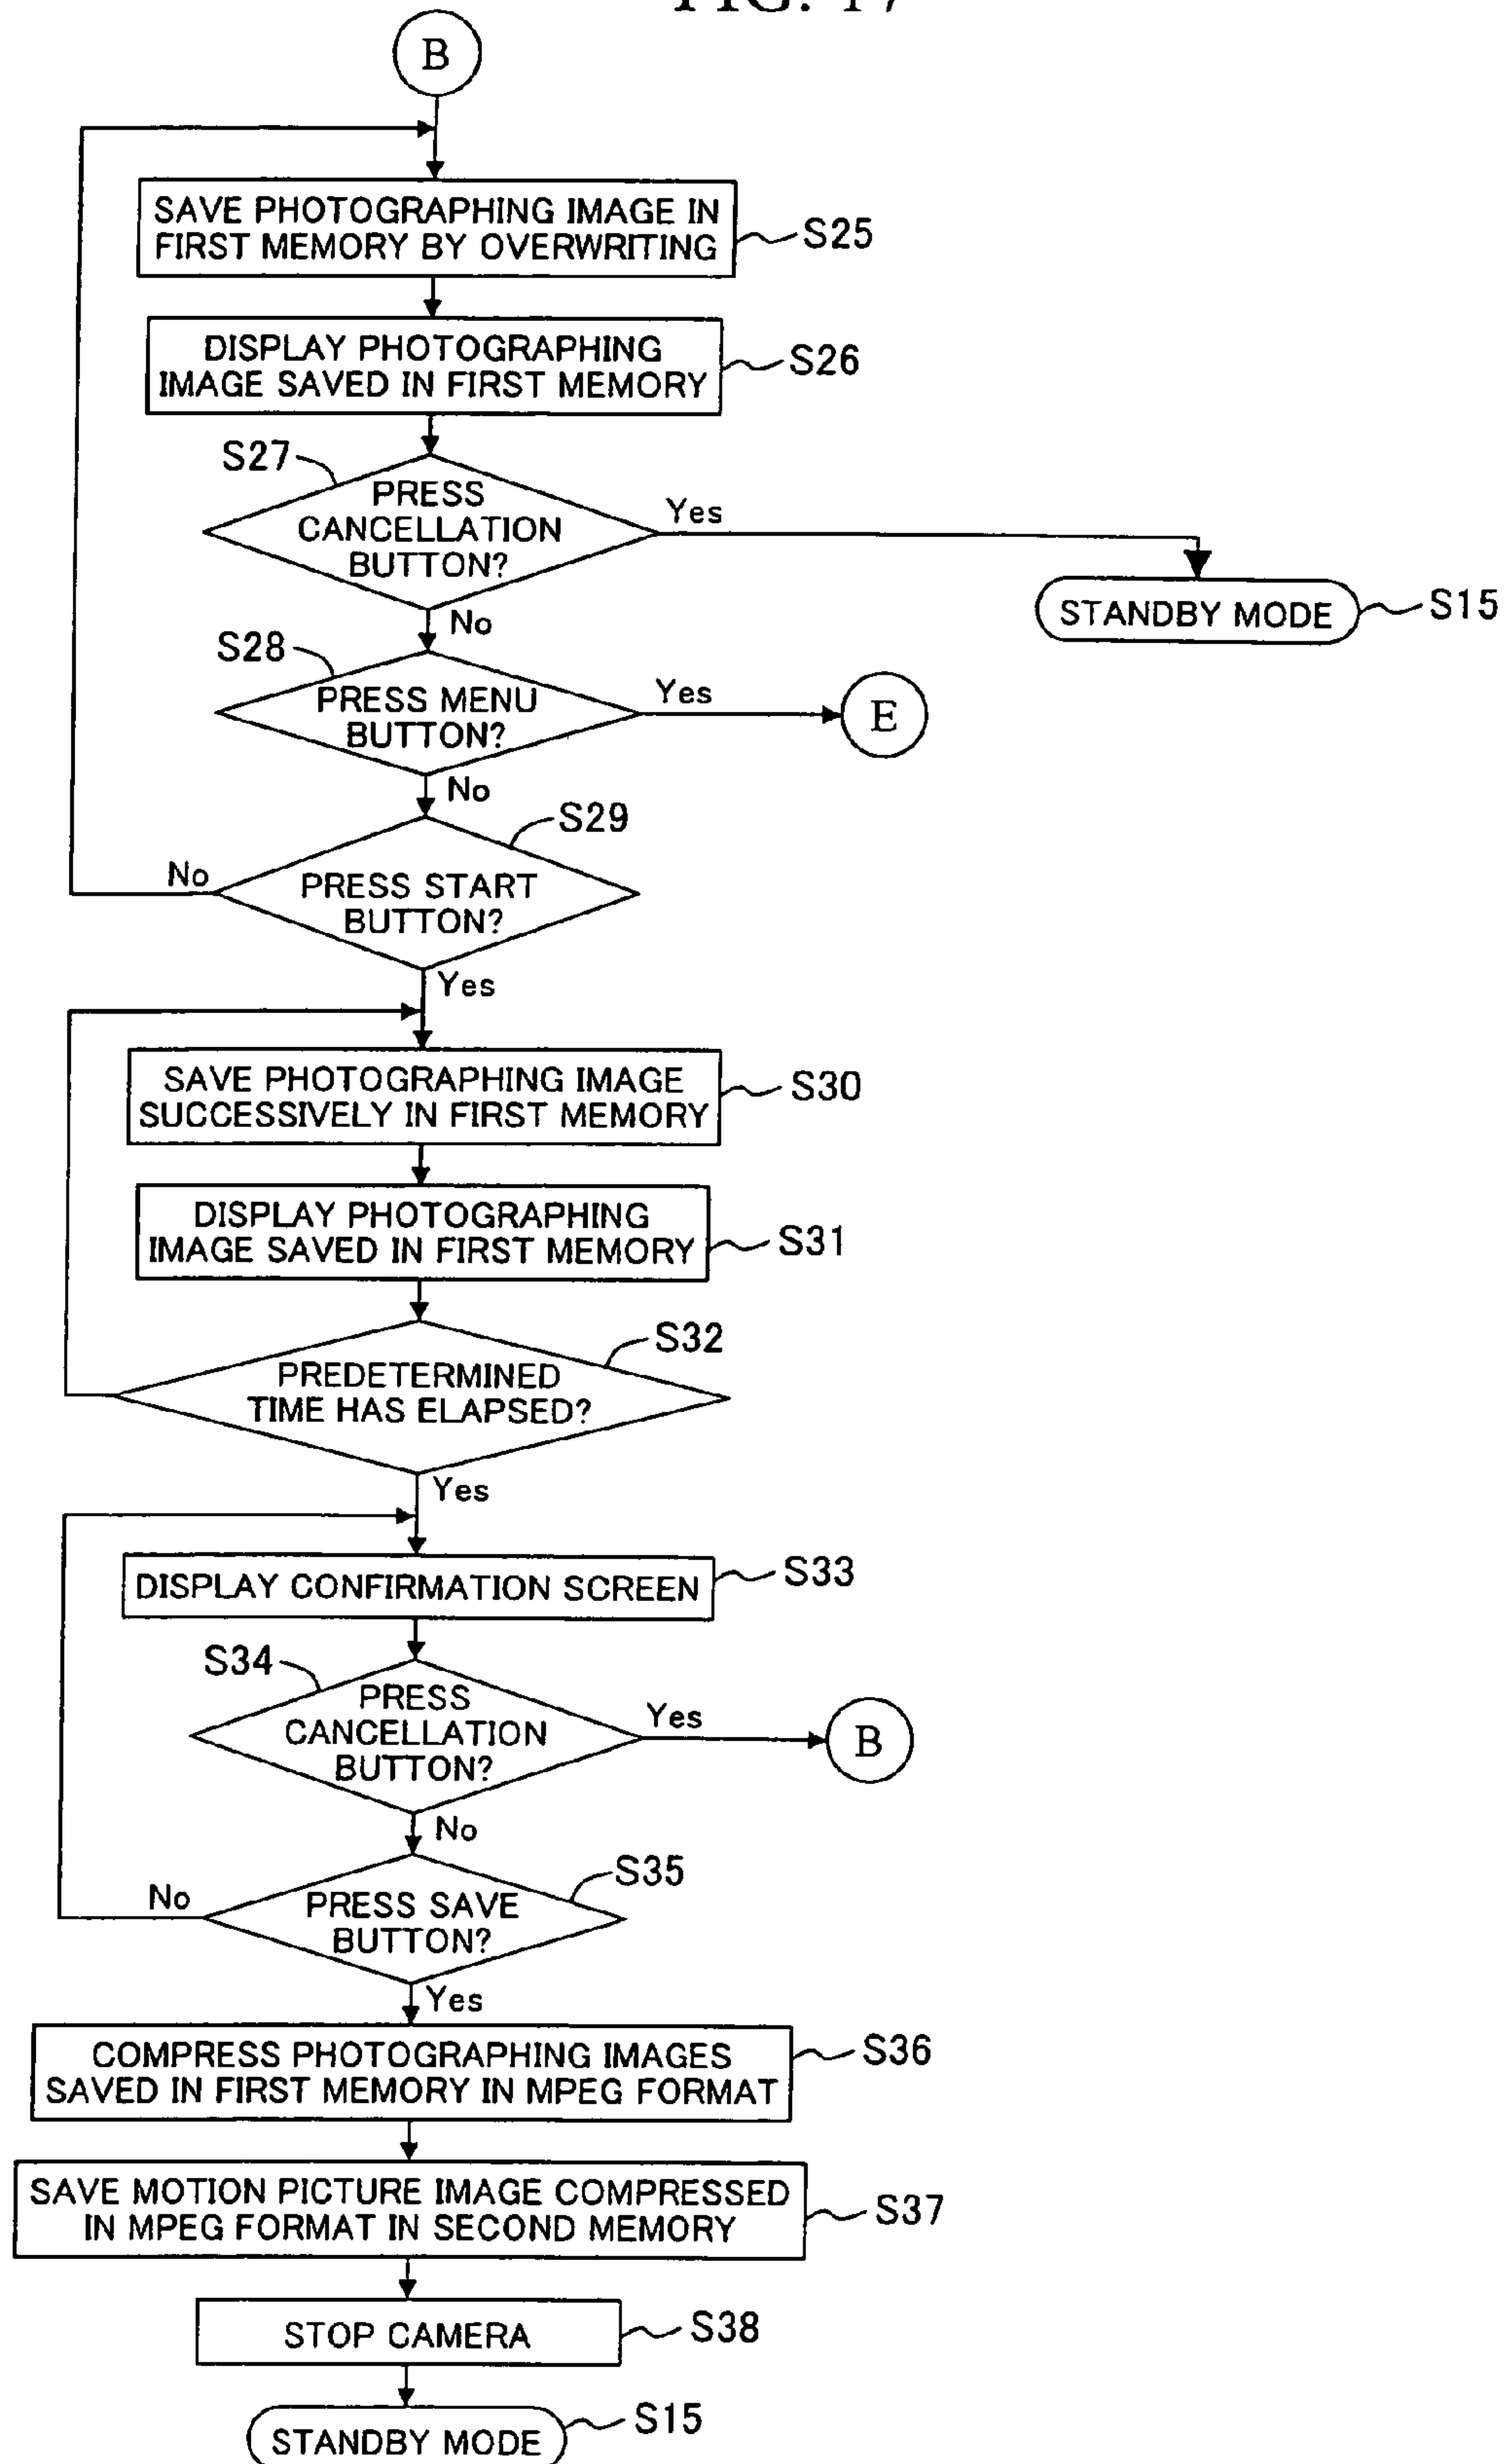 FIG. 17
B
SAVE PHOTOGRAPHING IMAGE IN
FIRST MEMORY BY OVERWRITING
S25
DISPLAY PHOTOGRAPHING
IMAGE SAVED IN FIRST MEMORY
S26
S27
PRESS
CANCELLATION
BUTTON?
Yes
STANDBY MODE
S15
No
S28
PRESS MENU
BUTTON?
Yes
E
No
S29
No
PRESS START
BUTTON?
Yes
SAVE PHOTOGRAPHING IMAGE
SUCCESSIVELY IN FIRST MEMORY
S30
DISPLAY PHOTOGRAPHING
IMAGE SAVED IN FIRST MEMORY
S31
S32
PREDETERMINED
TIME HAS ELAPSED?
Yes
DISPLAY CONFIRMATION SCREEN
S33
S34
PRESS
CANCELLATION
BUTTON?
Yes
B
No
S35
No
PRESS SAVE
BUTTON?
Yes
COMPRESS PHOTOGRAPHING IMAGES
SAVED IN FIRST MEMORY IN MPEG FORMAT
S36
SAVE MOTION PICTURE IMAGE COMPRESSED
IN MPEG FORMAT IN SECOND MEMORY
S37
STOP CAMERA
S38
STANDBY MODE
S15